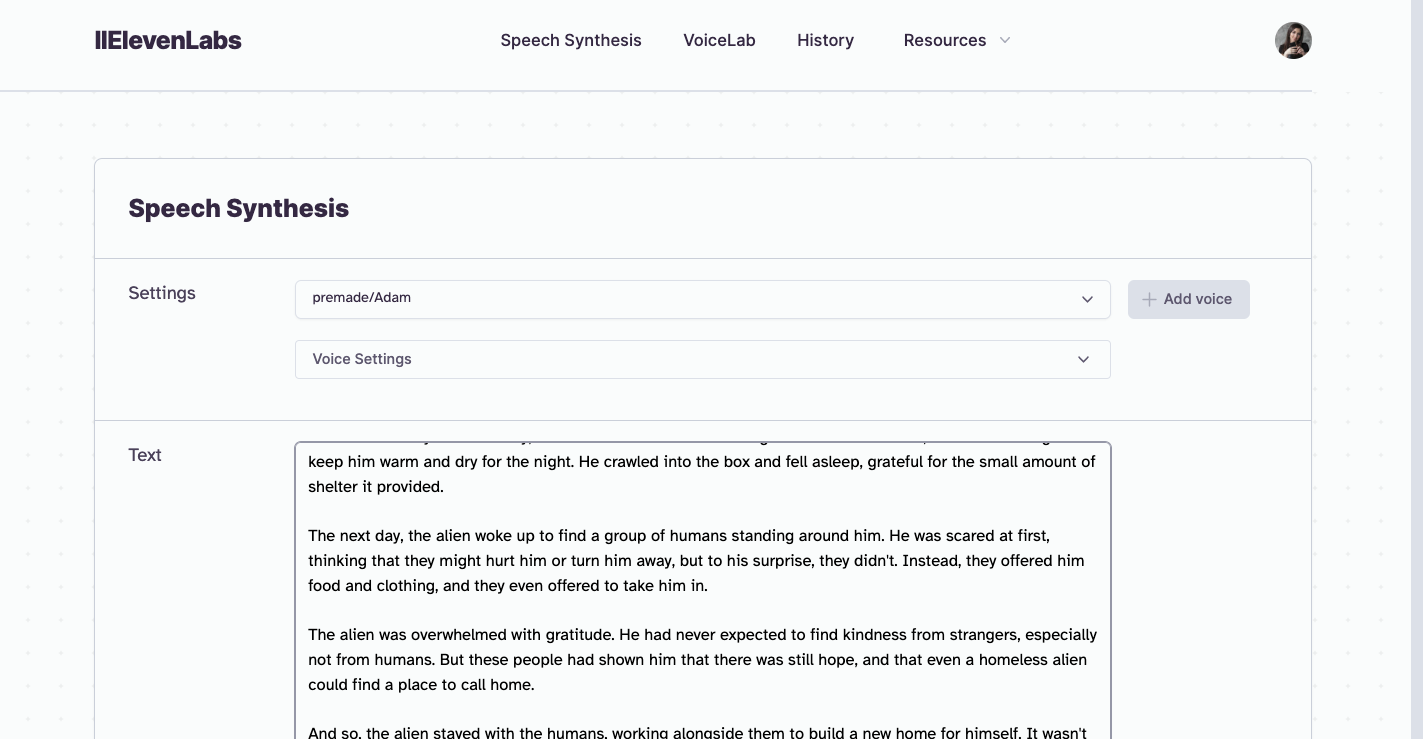 IIElevenLabs
Speech Synthesis
VoiceLab
History
Resources
Speech Synthesis
Settings
premade/Adam
Add voice
Voice Settings
Text
keep him warm and dry for the night. He crawled into the box and fell asleep, grateful for the small amount of
shelter it provided.
The next day, the alien woke up to find a group of humans standing around him. He was scared at first,
thinking that they might hurt him or turn him away, but to his surprise, they didn't. Instead, they offered him
food and clothing, and they even offered to take him in.
The alien was overwhelmed with gratitude. He had never expected to find kindness from strangers, especially
not from humans. But these people had shown him that there was still hope, and that even a homeless alien
could find a place to call home.
And so, the alien stayed with the humans, working alongside them to build a new home for himself. It wasn't